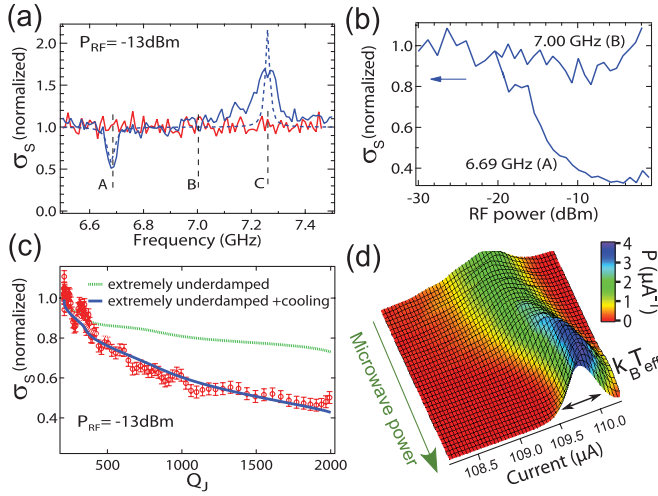 (a)
P_RF= -13dBm
σ_S (normalized)
2.0
1.5
1.0
0.5
0.0
A
B
C
6.6
6.8
7.0
7.2
7.4
Frequency (GHz)
(b)
σ_S (normalized)
1.0
0.8
0.6
0.4
7.00 GHz (B)
6.69 GHz (A)
-30
-20
-10
RF power (dBm)
(c)
σ_S (normalized)
1.0
0.8
0.6
0.4
extremely underdamped
extremely underdamped +cooling
P_RF= -13dBm
500
1000
1500
2000
Q_J
(d)
4
3
2
1
0
P (μA⁻¹)
Microwave power
k_B T_eff
108.5
109.0
109.5
110.0
Current (μA)